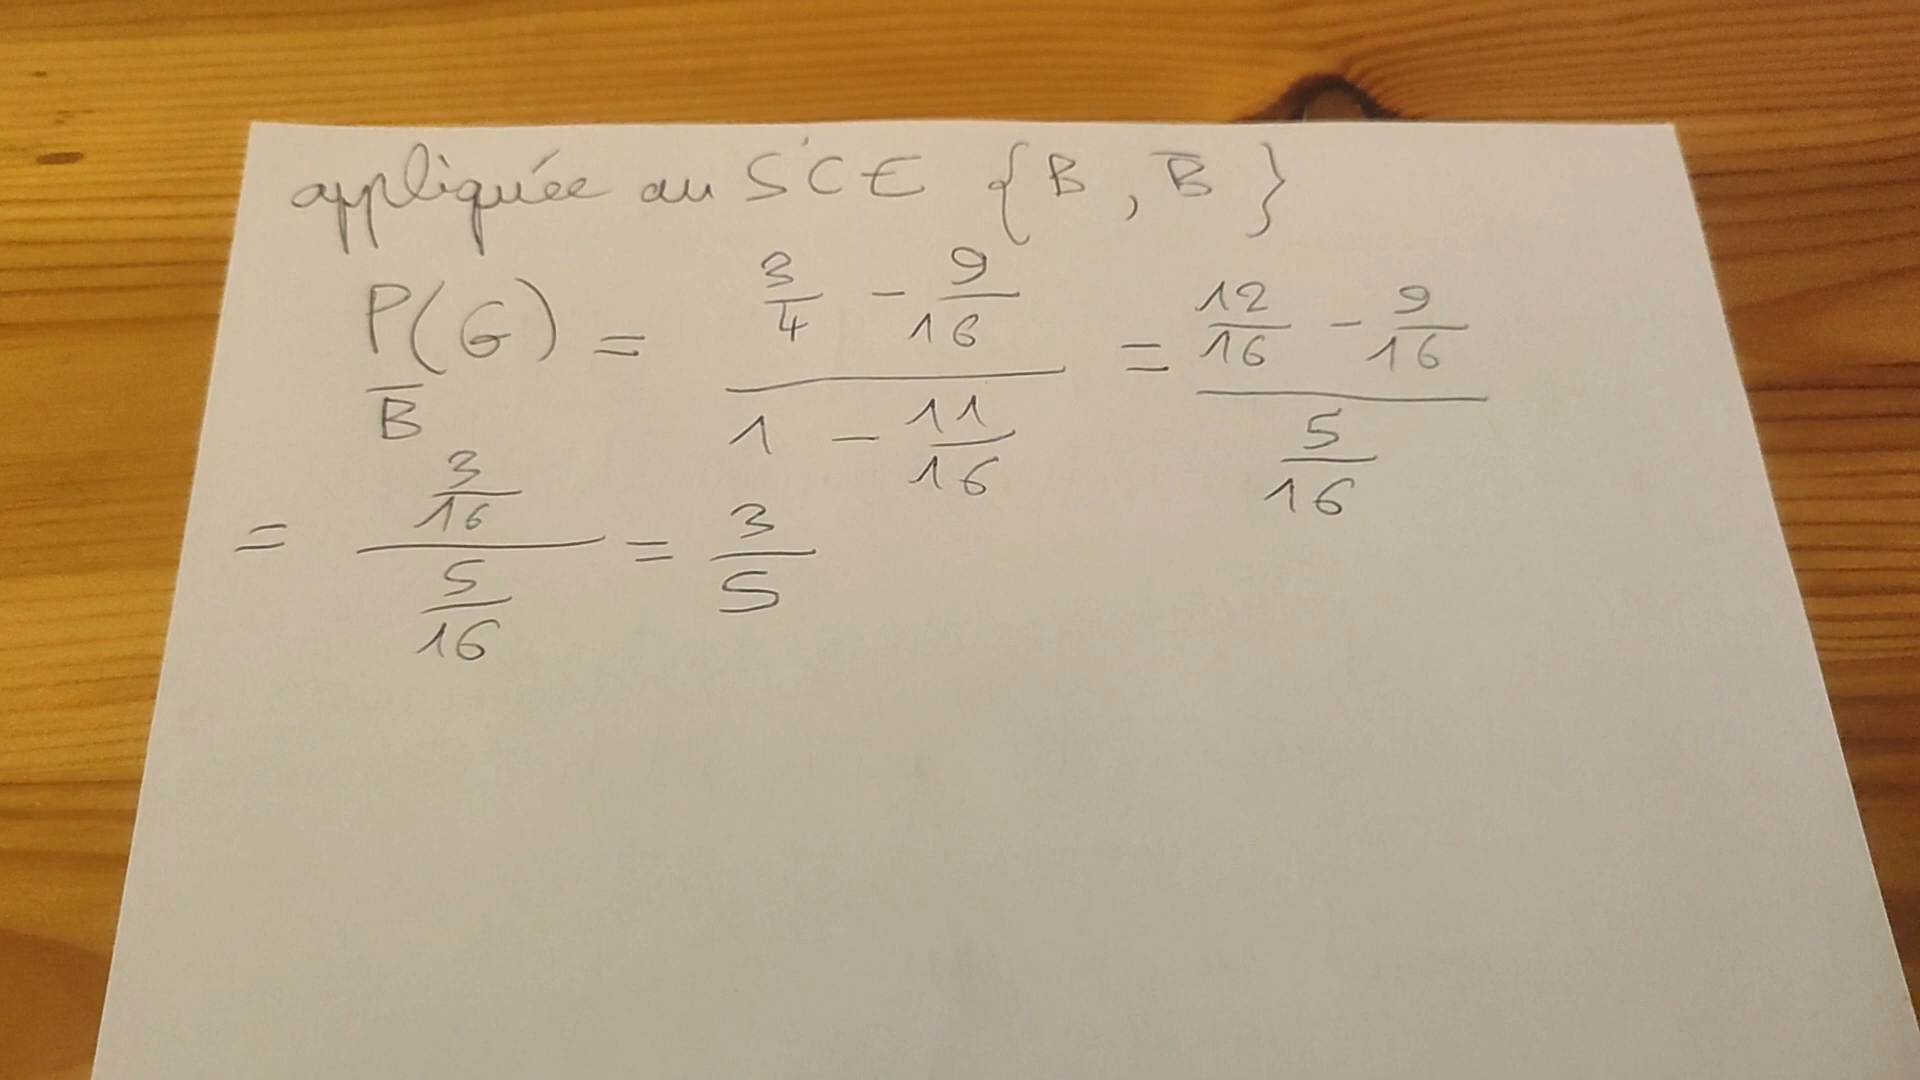 appliquée au SCE {B, B̅}
P_B̅(G) = (3/4 - 9/16)/(1 - 11/16) = (12/16 - 9/16)/(5/16)
= (3/16)/(5/16) = 3/5